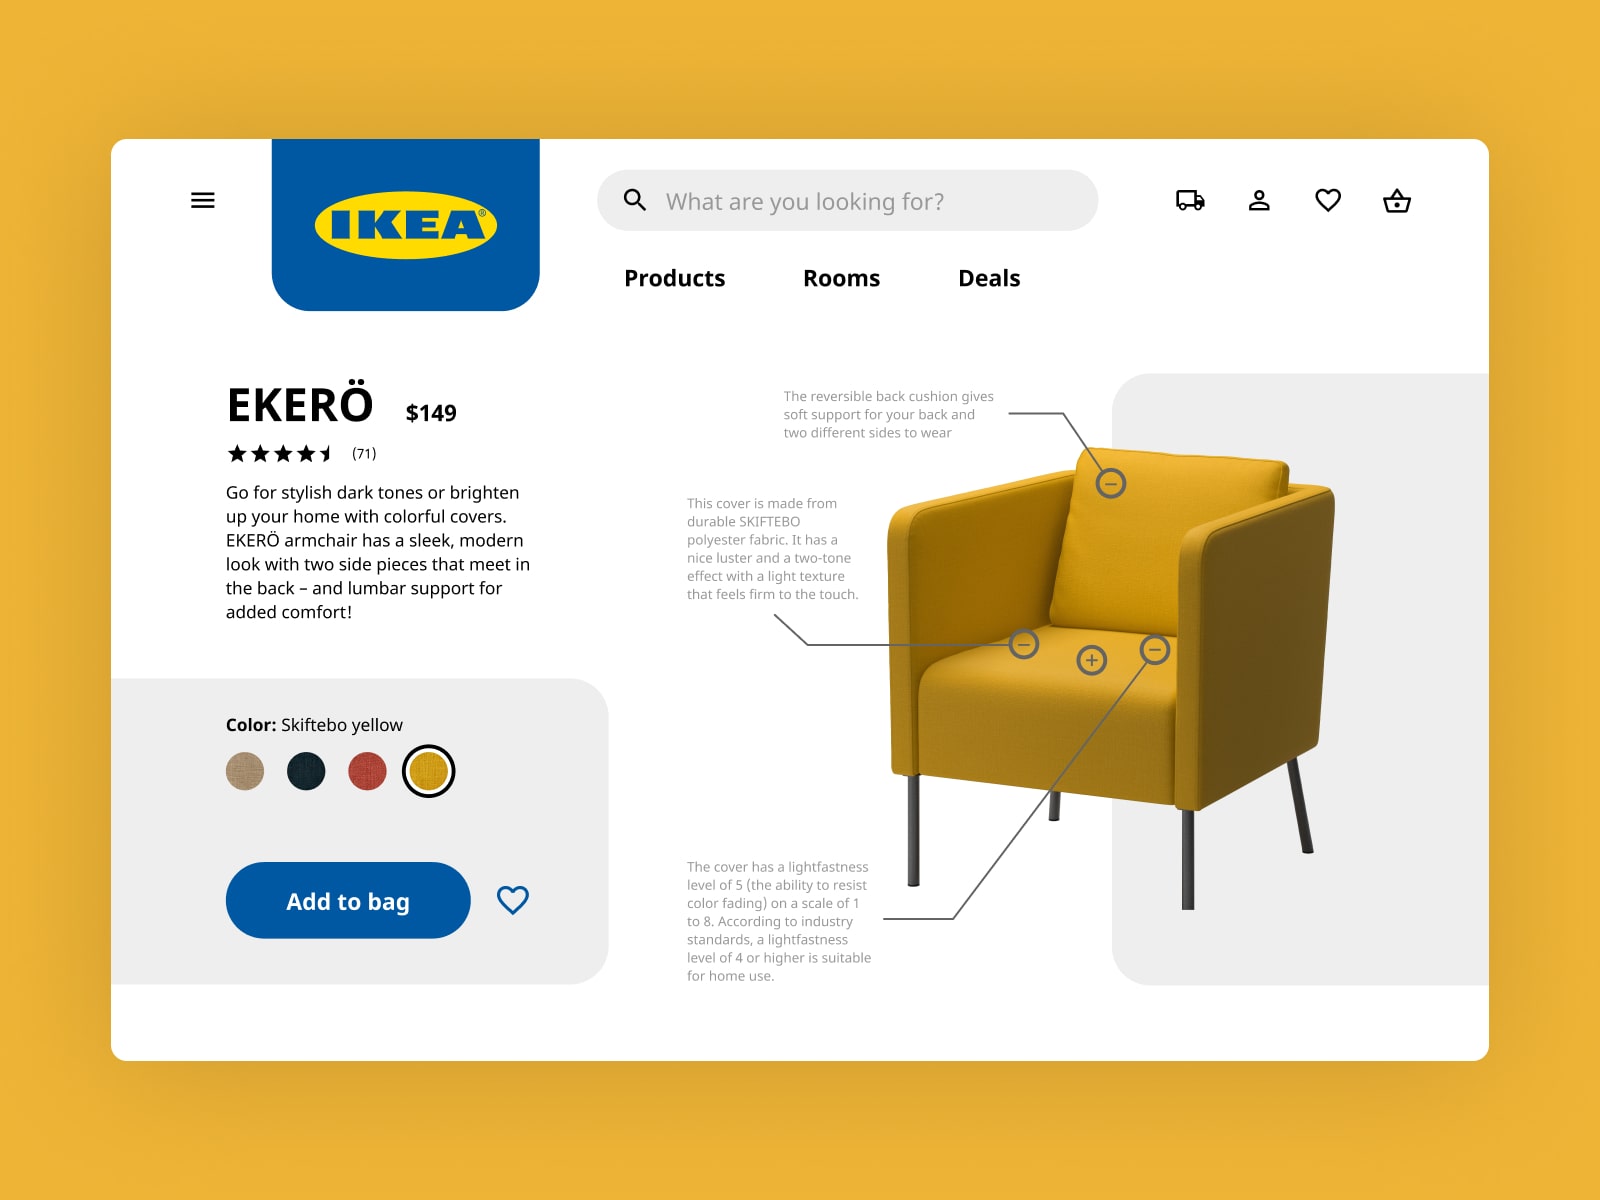 IKEA®
What are you looking for?
Products Rooms Deals
EKERÖ $149
(71)
Go for stylish dark tones or brighten
up your home with colorful covers.
EKERÖ armchair has a sleek, modern
look with two side pieces that meet in
the back – and lumbar support for
added comfort!
Color: Skiftebo yellow
Add to bag
The reversible back cushion gives
soft support for your back and
two different sides to wear
This cover is made from
durable SKIFTEBO
polyester fabric. It has a
nice luster and a two-tone
effect with a light texture
that feels firm to the touch.
The cover has a lightfastness
level of 5 (the ability to resist
color fading) on a scale of 1
to 8. According to industry
standards, a lightfastness
level of 4 or higher is suitable
for home use.